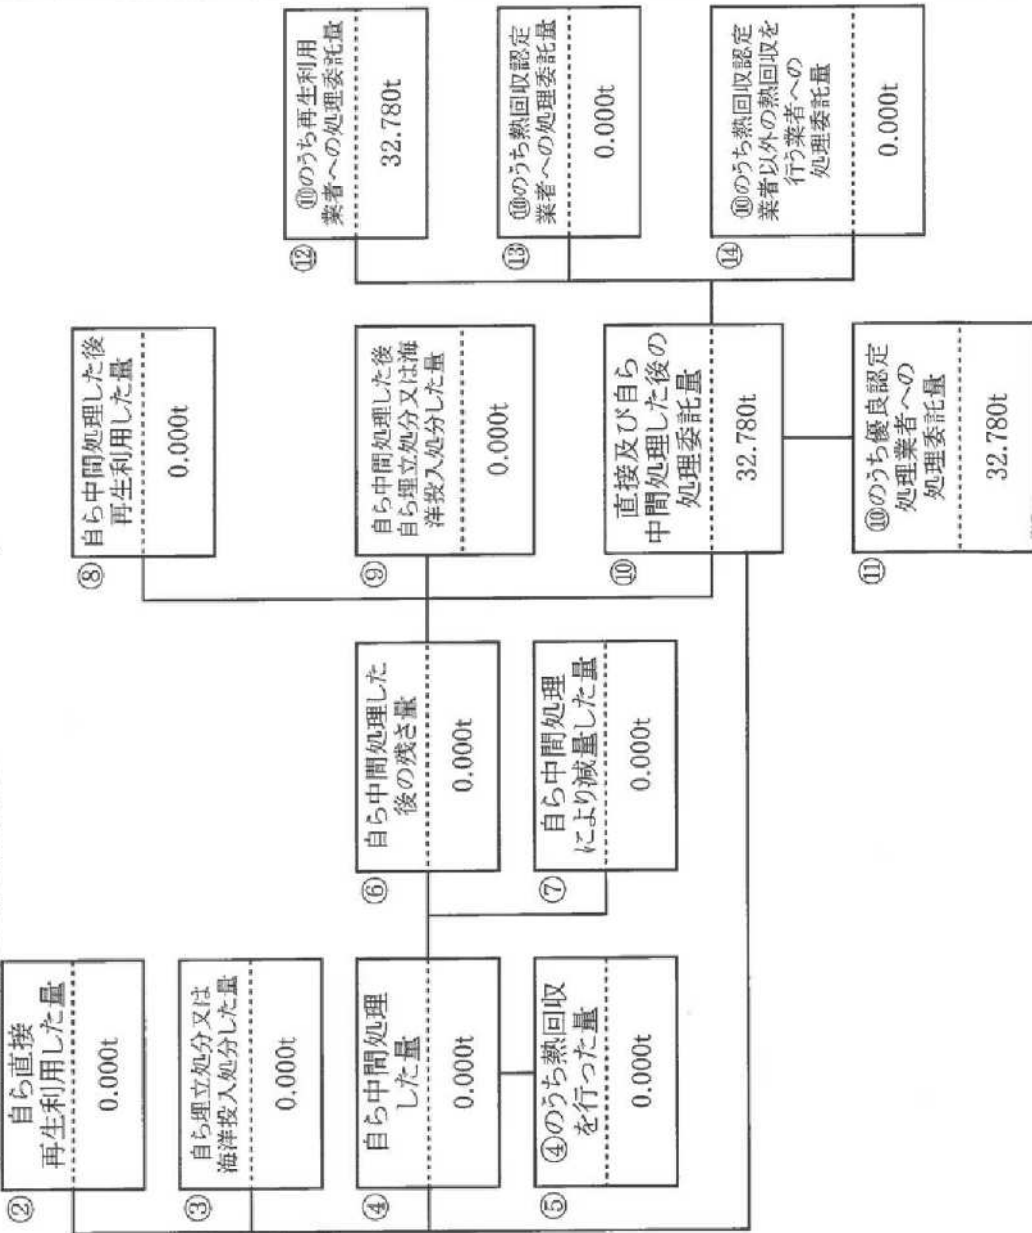 ②
自ら直接
再生利用した量
0.000t
③
自ら埋立処分又は
海洋投入処分した量
0.000t
④
自ら中間処理
した量
0.000t
⑤
④のうち熱回収
を行った量
0.000t
⑥
自ら中間処理した
後の残さ量
0.000t
⑦
自ら中間処理
により減量した量
0.000t
⑧
自ら中間処理した後
再生利用した量
0.000t
⑨
自ら中間処理した後
自ら埋立処分又は海
洋投入処分した量
0.000t
⑩
直接及び自ら
中間処理した後の
処理委託量
32.780t
⑪
⑩のうち優良認定
処理業者への
処理委託量
32.780t
⑫
⑩のうち再生利用
業者への処理委託量
32.780t
⑬
⑩のうち熱回収認定
業者への処理委託量
0.000t
⑭
⑩のうち熱回収認定
業者以外の熱回収を
行う業者への
処理委託量
0.000t